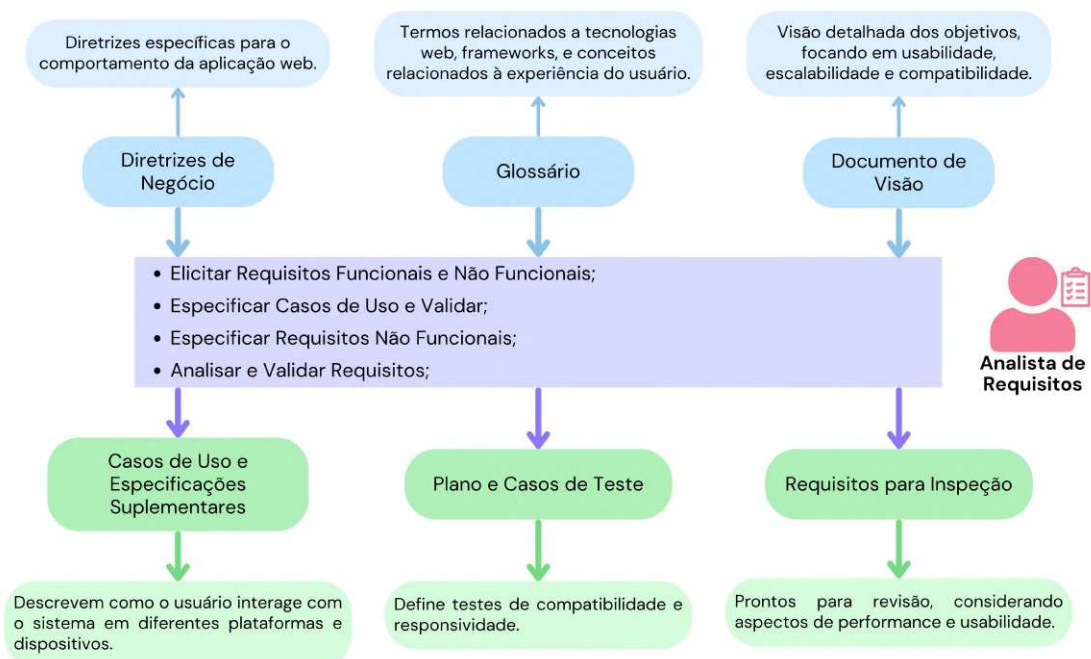 Diretrizes específicas para o
comportamento da aplicação web.
Termos relacionados a tecnologias
web, frameworks, e conceitos
relacionados à experiência do usuário.
Visão detalhada dos objetivos,
focando em usabilidade,
escalabilidade e compatibilidade.
Diretrizes de
Negócio
Glossário
Documento de
Visão
• Elicitar Requisitos Funcionais e Não Funcionais;
• Especificar Casos de Uso e Validar;
• Especificar Requisitos Não Funcionais;
• Analisar e Validar Requisitos;
Analista de
Requisitos
Casos de Uso e
Especificações
Suplementares
Plano e Casos de Teste
Requisitos para Inspeção
Descrevem como o usuário interage com
o sistema em diferentes plataformas e
dispositivos.
Define testes de compatibilidade e
responsividade.
Prontos para revisão, considerando
aspectos de performance e usabilidade.